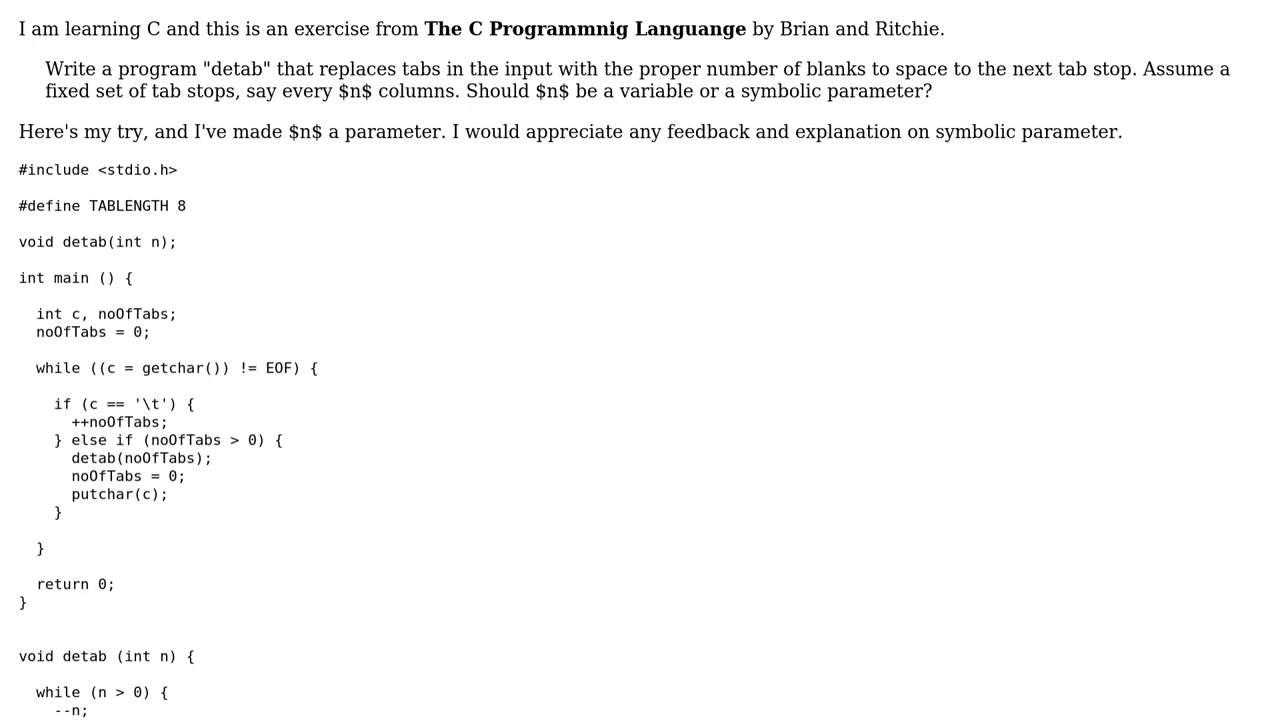 I am learning C and this is an exercise from The C Programmnig Languange by Brian and Ritchie.
Write a program "detab" that replaces tabs in the input with the proper number of blanks to space to the next tab stop. Assume a
fixed set of tab stops, say every $n$ columns. Should $n$ be a variable or a symbolic parameter?
Here's my try, and I've made $n$ a parameter. I would appreciate any feedback and explanation on symbolic parameter.
#include <stdio.h>
#define TABLENGTH 8
void detab(int n);
int main () {
  int c, noOfTabs;
  noOfTabs = 0;
  while ((c = getchar()) != EOF) {
    if (c == '\t') {
      ++noOfTabs;
    } else if (noOfTabs > 0) {
      detab(noOfTabs);
      noOfTabs = 0;
      putchar(c);
    }
  }
  return 0;
}
void detab (int n) {
  while (n > 0) {
    --n;